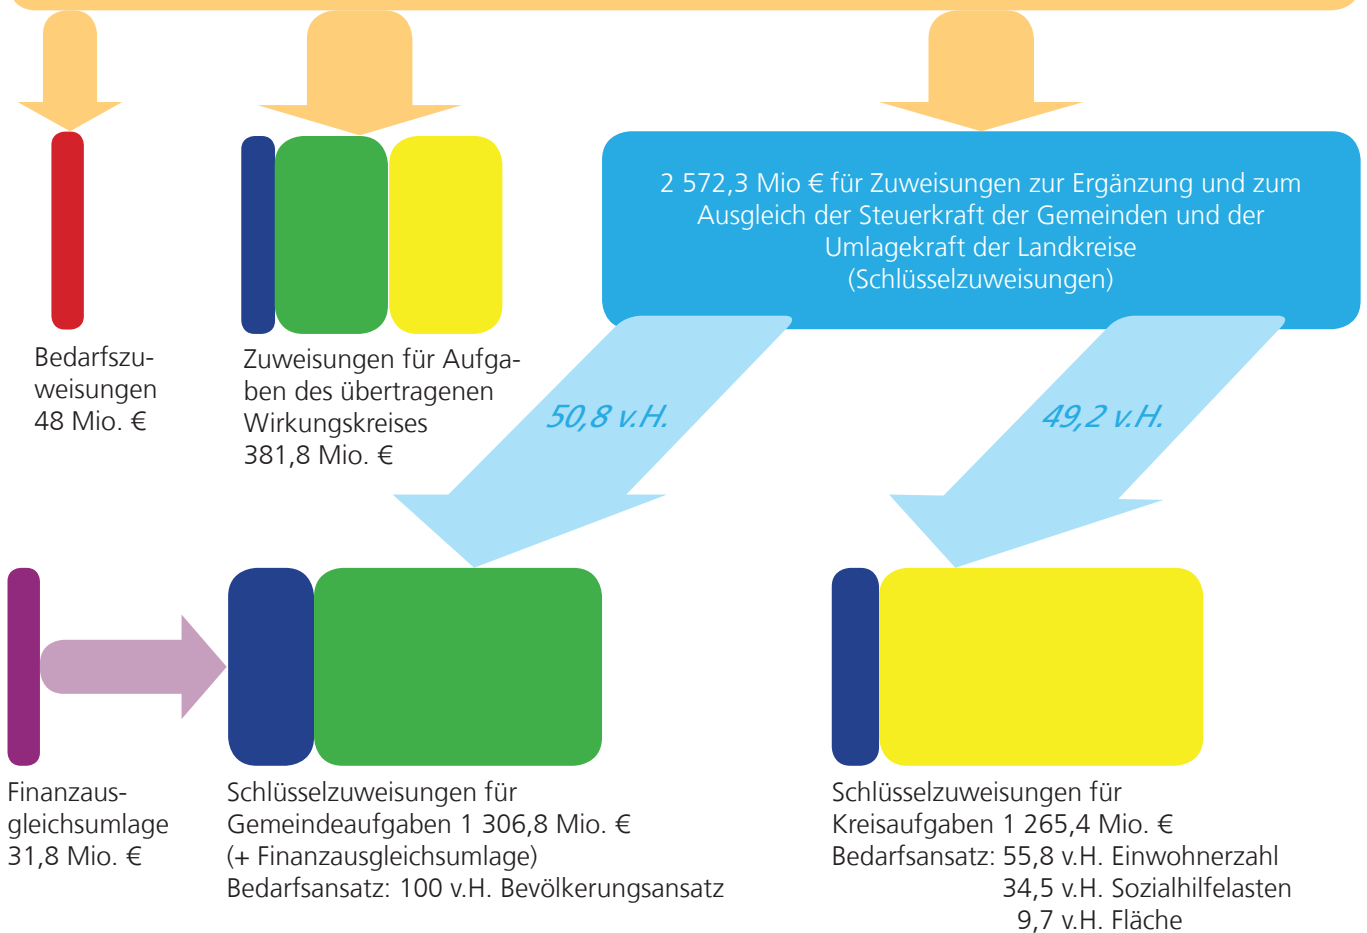 2 572,3 Mio € für Zuweisungen zur Ergänzung und zum
Ausgleich der Steuerkraft der Gemeinden und der
Umlagekraft der Landkreise
(Schlüsselzuweisungen)
Bedarfszu-
weisungen
48 Mio. €
Zuweisungen für Aufga-
ben des übertragenen
Wirkungskreises
381,8 Mio. €
50,8 v.H.
49,2 v.H.
Finanzaus-
gleichsumlage
31,8 Mio. €
Schlüsselzuweisungen für
Gemeindeaufgaben 1 306,8 Mio. €
(+ Finanzausgleichsumlage)
Bedarfsansatz: 100 v.H. Bevölkerungsansatz
Schlüsselzuweisungen für
Kreisaufgaben 1 265,4 Mio. €
Bedarfsansatz: 55,8 v.H. Einwohnerzahl
34,5 v.H. Sozialhilfelasten
9,7 v.H. Fläche